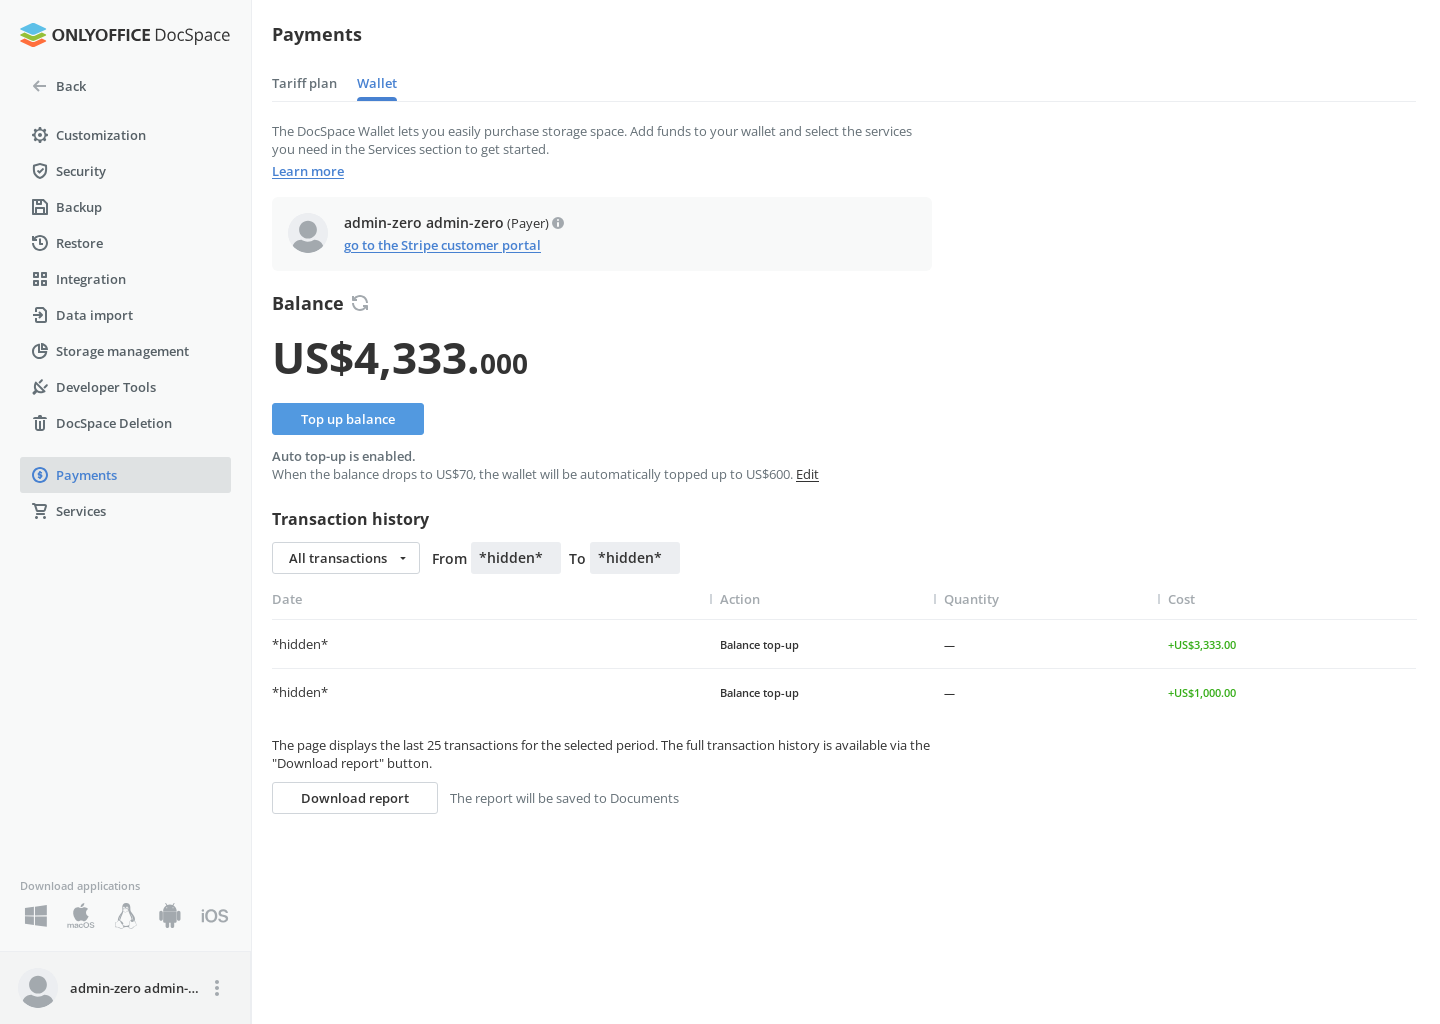 ONLYOFFICE DocSpace
Back
Customization
Security
Backup
Restore
Integration
Data import
Storage management
Developer Tools
DocSpace Deletion
Payments
Services
Download applications
macOS
iOS
admin-zero admin-...
Payments
Tariff plan Wallet
The DocSpace Wallet lets you easily purchase storage space. Add funds to your wallet and select the services
you need in the Services section to get started.
Learn more
admin-zero admin-zero (Payer)
go to the Stripe customer portal
Balance
US$4,333.000
Top up balance
Auto top-up is enabled.
When the balance drops to US$70, the wallet will be automatically topped up to US$600. Edit
Transaction history
All transactions From *hidden* To *hidden*
Date Action Quantity Cost
*hidden* Balance top-up — +US$3,333.00
*hidden* Balance top-up — +US$1,000.00
The page displays the last 25 transactions for the selected period. The full transaction history is available via the
"Download report" button.
Download report The report will be saved to Documents